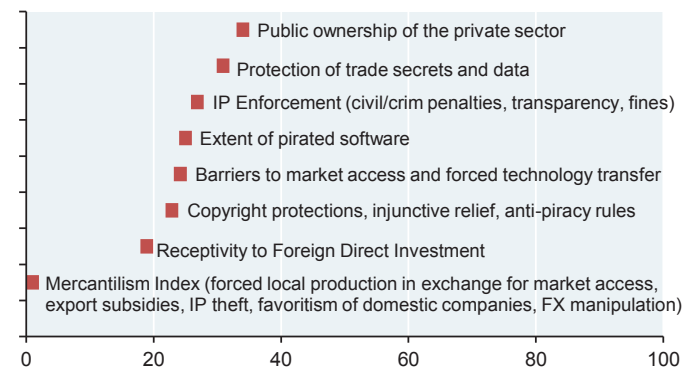 Public ownership of the private sector
Protection of trade secrets and data
IP Enforcement (civil/crim penalties, transparency, fines)
Extent of pirated software
Barriers to market access and forced technology transfer
Copyright protections, injunctive relief, anti-piracy rules
Receptivity to Foreign Direct Investment
Mercantilism Index (forced local production in exchange for market access,
export subsidies, IP theft, favoritism of domestic companies, FX manipulation)
0 20 40 60 80 100